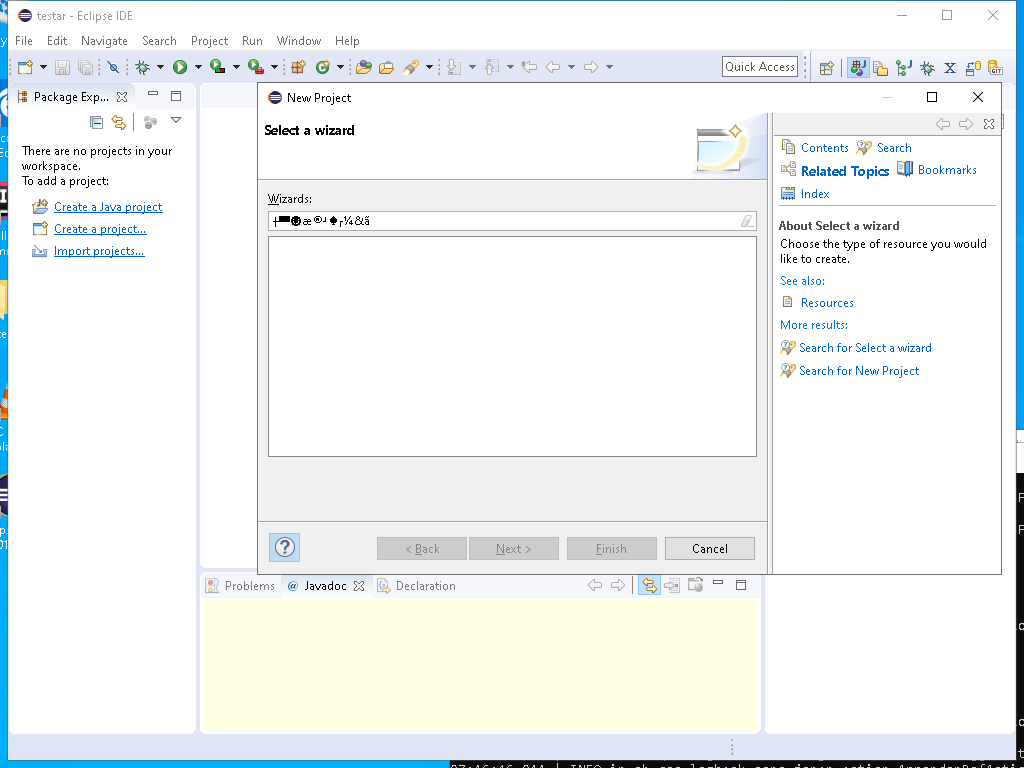 testar - Eclipse IDE
File Edit Navigate Search Project Run Window Help
Quick Access
Package Exp...
There are no projects in your
workspace.
To add a project:
Create a Java project
Create a project...
Import projects...
New Project
Select a wizard
Wizards:
Back
< Back Next > Finish Cancel
Contents Search
Related Topics Bookmarks
Index
About Select a wizard
Choose the type of resource you would
like to create.
See also:
Resources
More results:
Search for Select a wizard
Search for New Project
Problems @ Javadoc Declaration